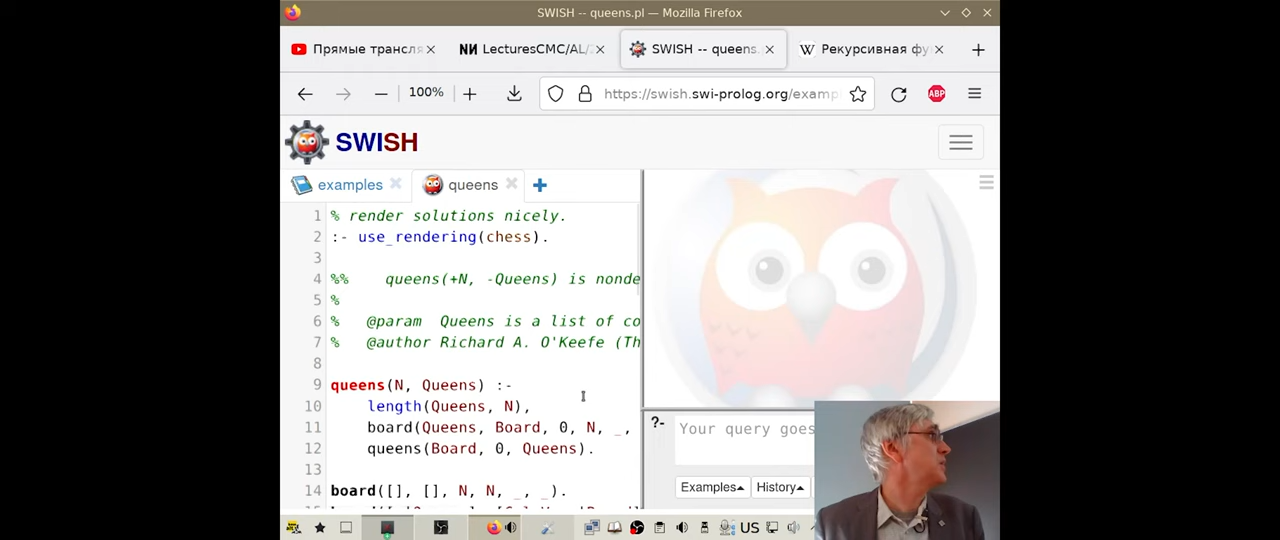 SWISH -- queens.pl — Mozilla Firefox
Прямые трансля
ИИ LecturesCMC/AL/
SWISH -- queens.
W Рекурсивная фу
100%
https://swish.swi-prolog.org/examp
ABP
SWISH
examples
queens
1 % render solutions nicely.
2 :- use_rendering(chess).
3
4 %% queens(+N, -Queens) is nonde
5 %
6 % @param Queens is a list of co
7 % @author Richard A. O'Keefe (Th
8
9 queens(N, Queens) :-
10 length(Queens, N),
11 board(Queens, Board, 0, N, _,
12 queens(Board, 0, Queens).
13
14 board([], [], N, N, _, _).
?- Your query goes
Examples
History
US